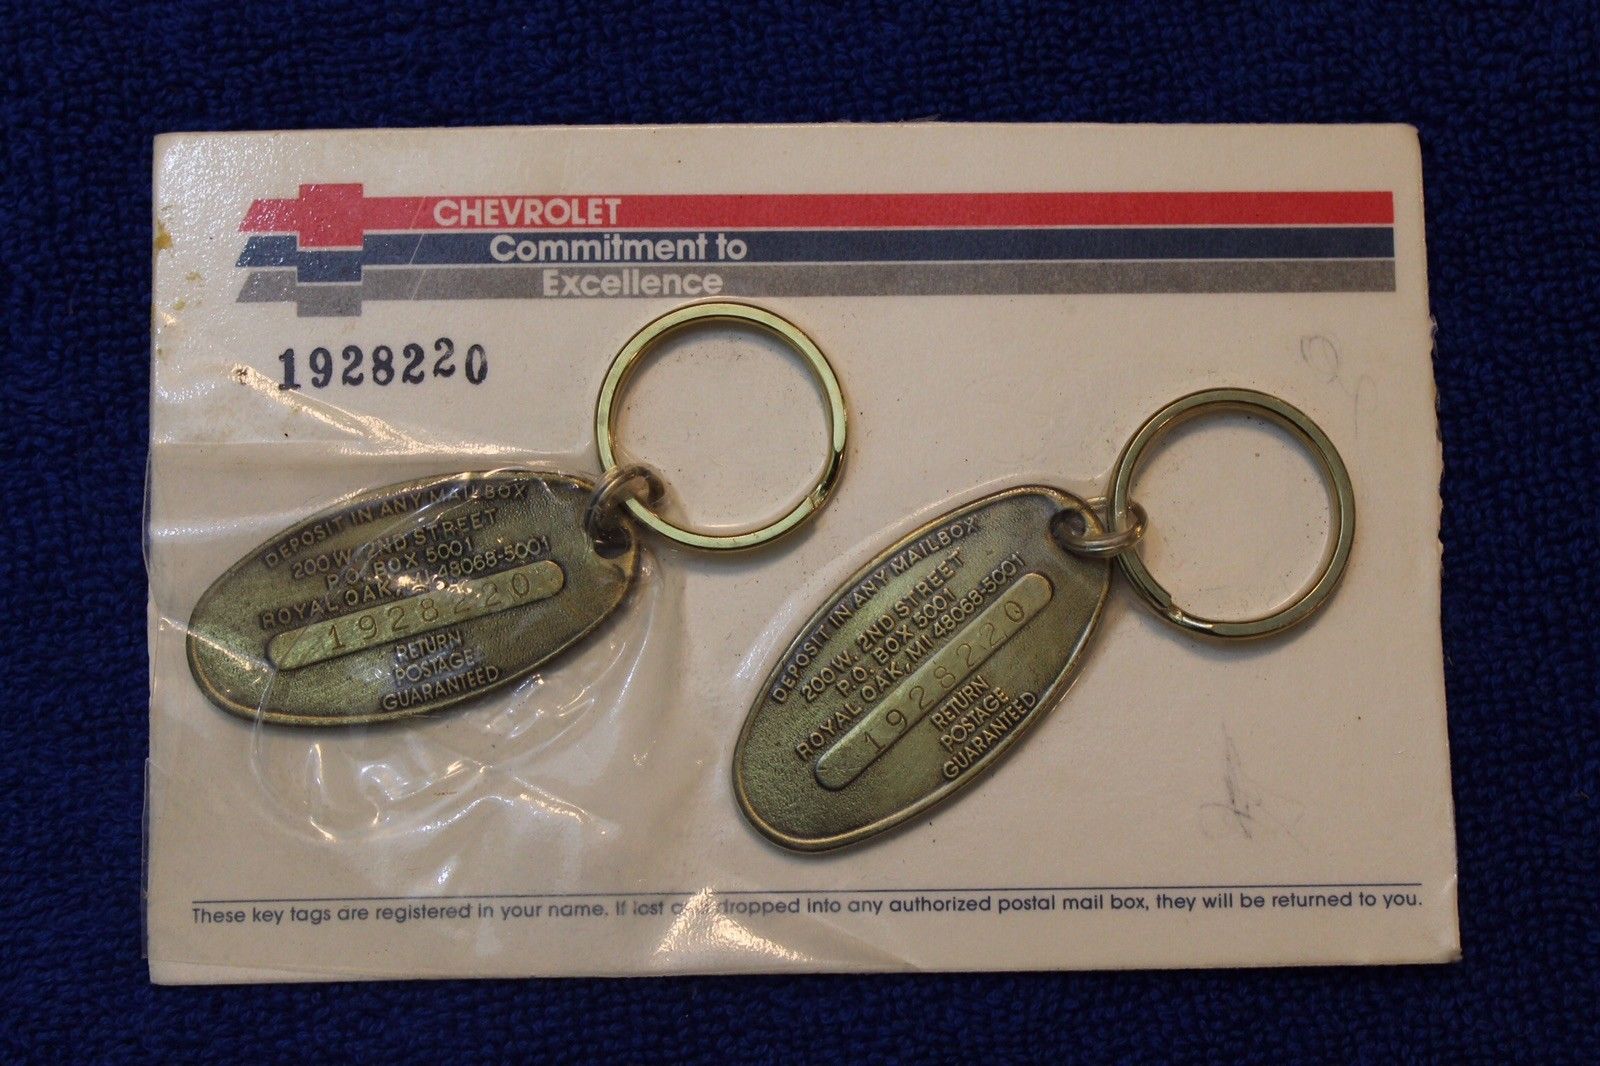 CHEVROLET
Commitment to
Excellence
1928220
DEPOSIT IN ANY MAILBOX
200 W. 2ND STREET
P.O. BOX 5001
ROYAL OAK, MI 48068-5001
1928220
RETURN
POSTAGE
GUARANTEED
DEPOSIT IN ANY MAILBOX
200 W. 2ND STREET
P.O. BOX 5001
ROYAL OAK, MI 48068-5001
1928220
RETURN
POSTAGE
GUARANTEED
These key tags are registered in your name. If lost and dropped into any authorized postal mail box, they will be returned to you.